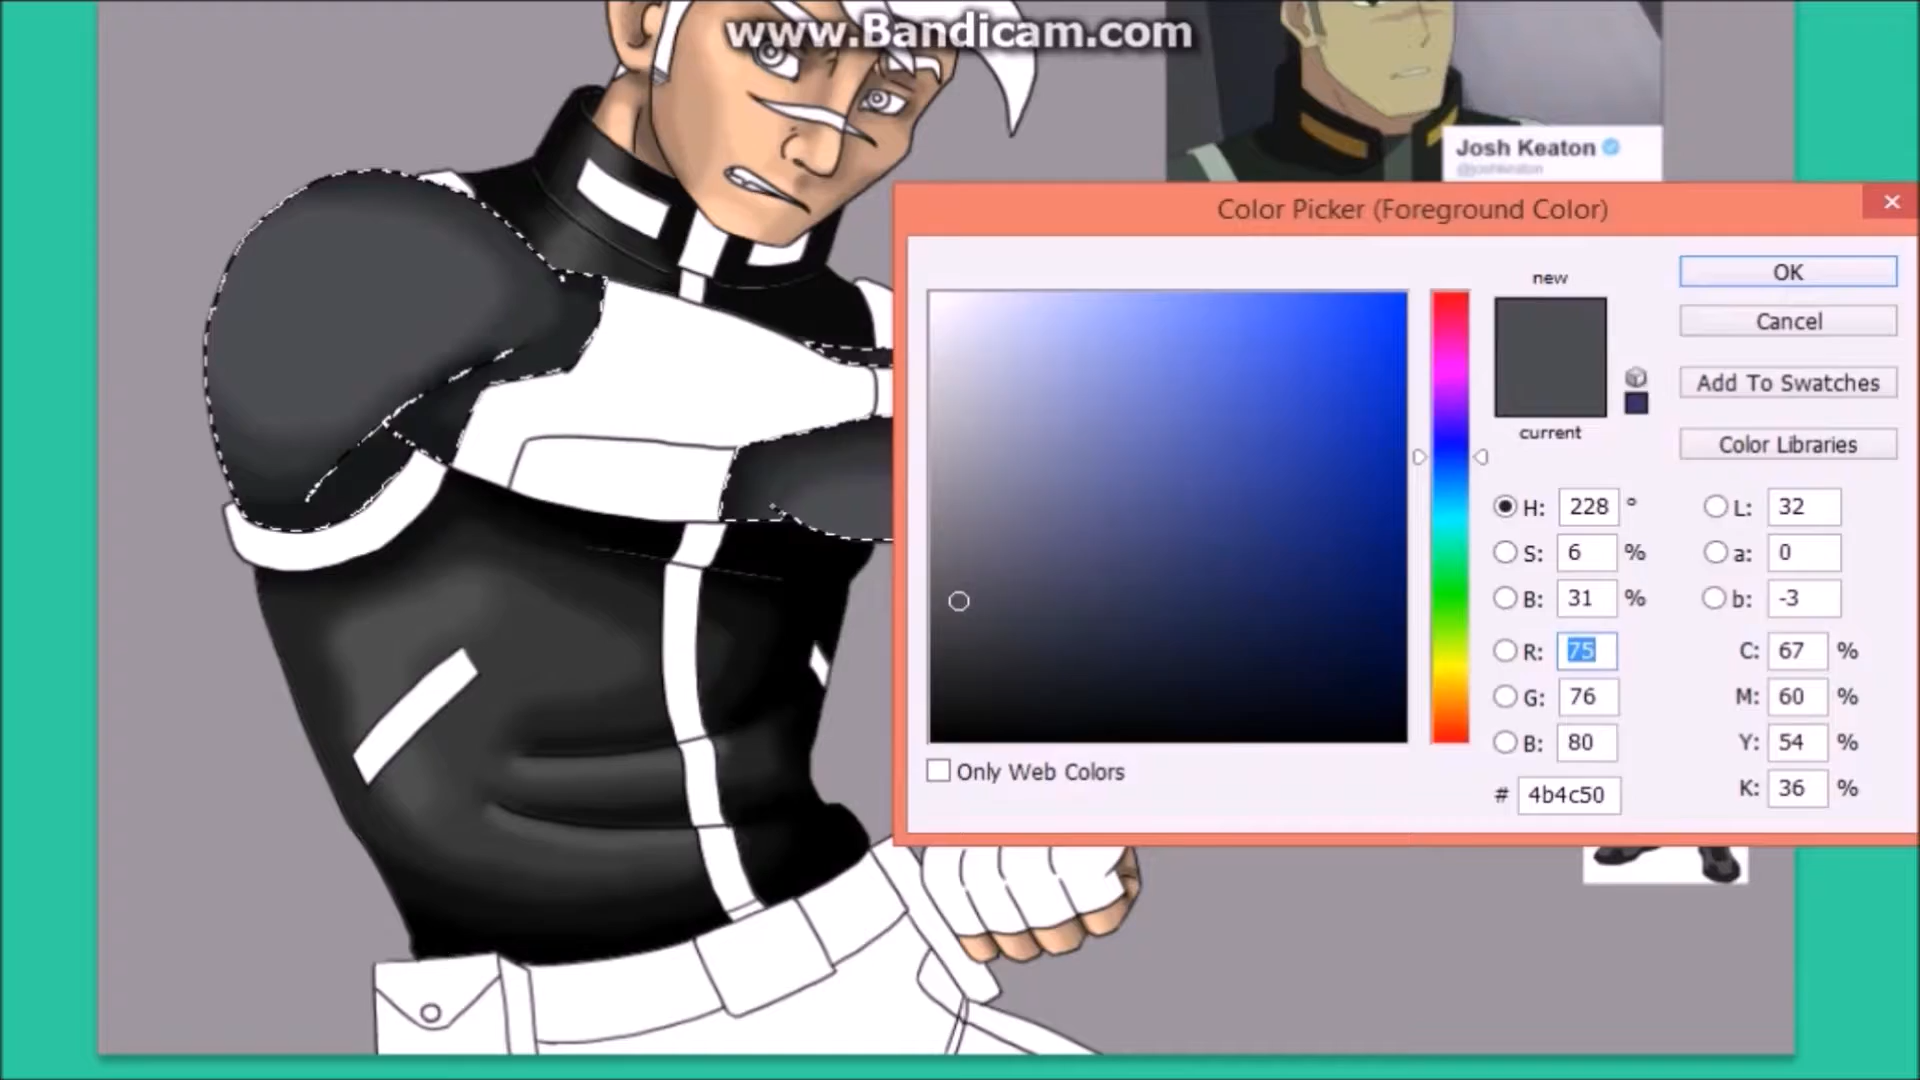 www.Bandicam.com
Josh Keaton
@joshkeaton
Color Picker (Foreground Color)
new
current
OK
Cancel
Add To Swatches
Color Libraries
H: 228 °
S: 6 %
B: 31 %
R: 75
G: 76
B: 80
# 4b4c50
L: 32
a: 0
b: -3
C: 67 %
M: 60 %
Y: 54 %
K: 36 %
Only Web Colors